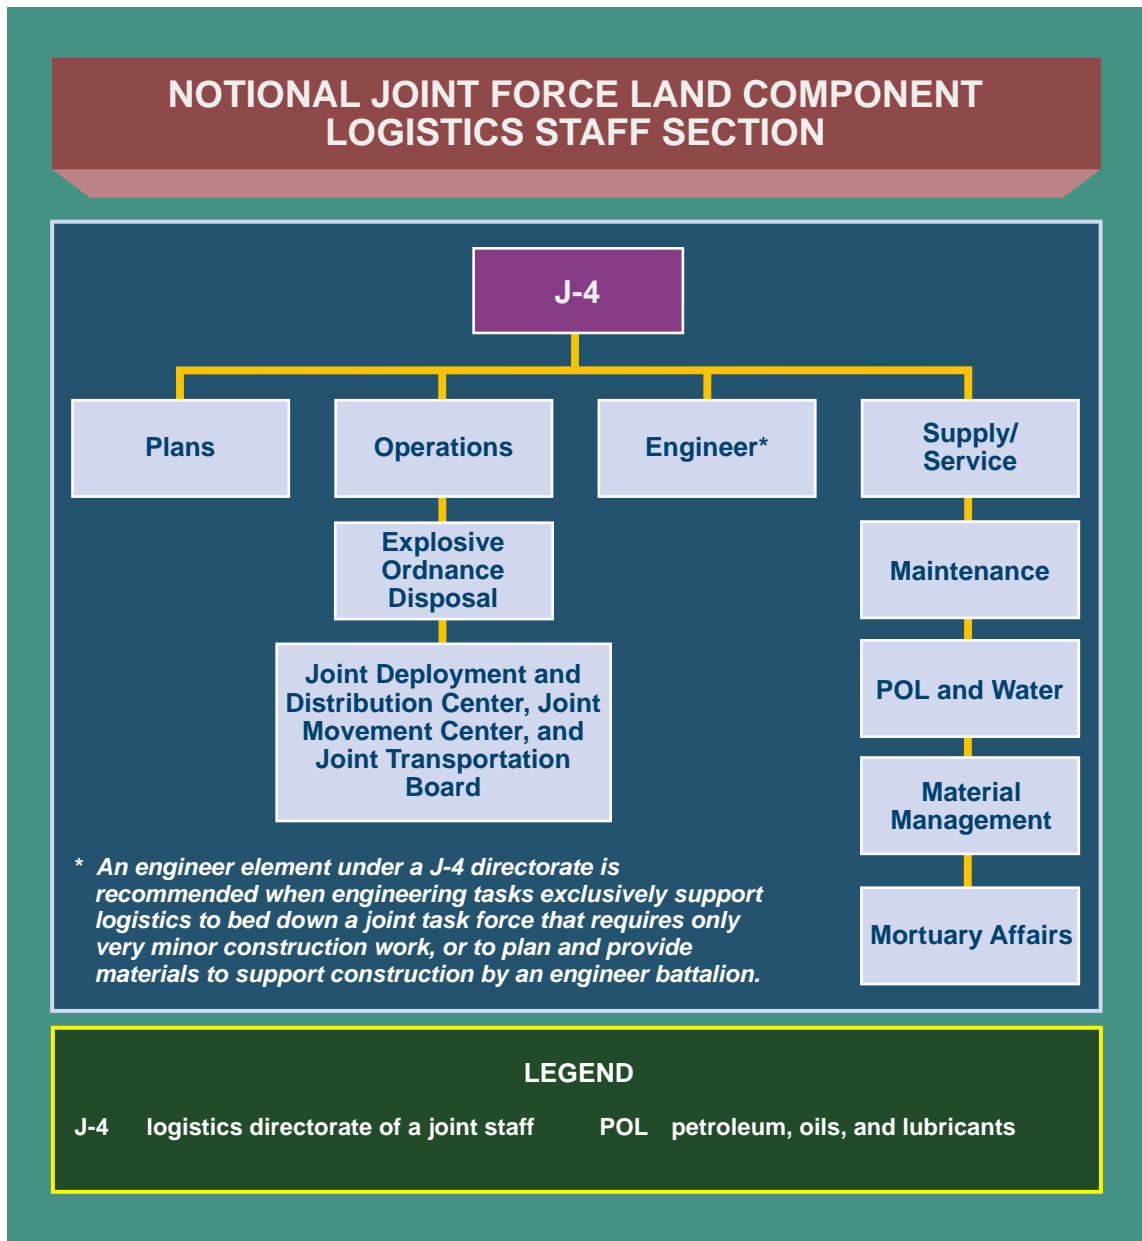 NOTIONAL JOINT FORCE LAND COMPONENT
LOGISTICS STAFF SECTION
J-4
Plans
Operations
Engineer*
Supply/
Service
Explosive
Ordnance
Disposal
Maintenance
Joint Deployment and
Distribution Center, Joint
Movement Center, and
Joint Transportation
Board
POL and Water
Material
Management
Mortuary Affairs
* An engineer element under a J-4 directorate is
recommended when engineering tasks exclusively support
logistics to bed down a joint task force that requires only
very minor construction work, or to plan and provide
materials to support construction by an engineer battalion.
LEGEND
J-4 logistics directorate of a joint staff POL petroleum, oils, and lubricants